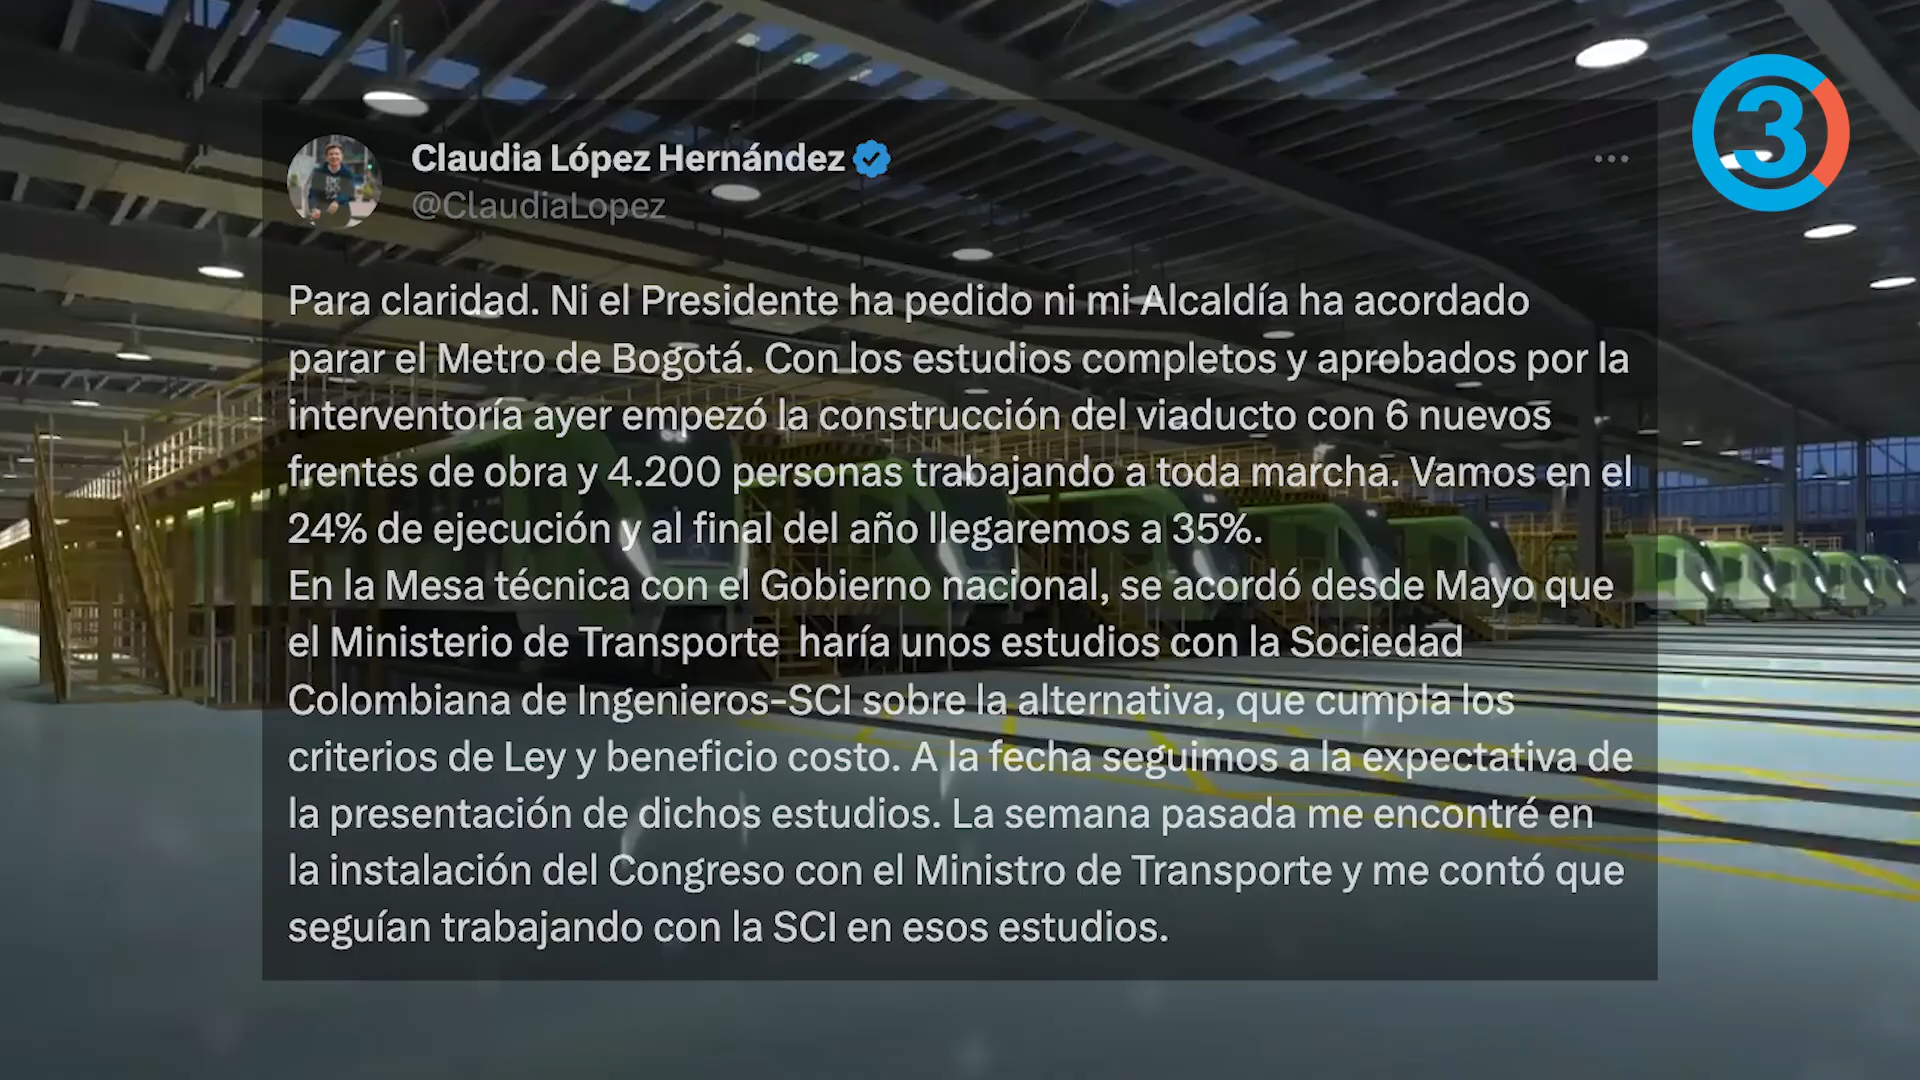 3
Claudia López Hernández
@ClaudiaLopez
Para claridad. Ni el Presidente ha pedido ni mi Alcaldía ha acordado
parar el Metro de Bogotá. Con los estudios completos y aprobados por la
interventoría ayer empezó la construcción del viaducto con 6 nuevos
frentes de obra y 4.200 personas trabajando a toda marcha. Vamos en el
24% de ejecución y al final del año llegaremos a 35%.
En la Mesa técnica con el Gobierno nacional, se acordó desde Mayo que
el Ministerio de Transporte  haría unos estudios con la Sociedad
Colombiana de Ingenieros-SCI sobre la alternativa, que cumpla los
criterios de Ley y beneficio costo. A la fecha seguimos a la expectativa de
la presentación de dichos estudios. La semana pasada me encontré en
la instalación del Congreso con el Ministro de Transporte y me contó que
seguían trabajando con la SCI en esos estudios.